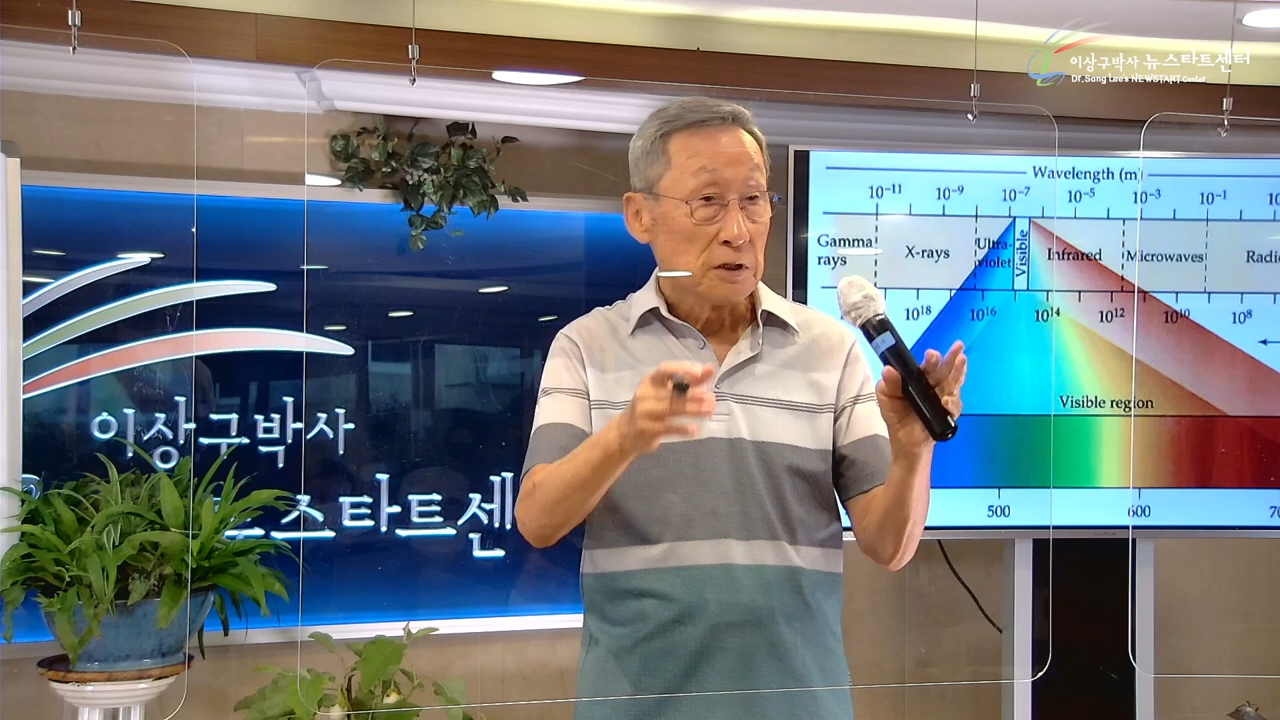 이상구박사 뉴스타트센터
Dr. Sang Lee's NEWSTART Center
Wavelength (m)
10⁻¹¹ 10⁻⁹ 10⁻⁷ 10⁻⁵ 10⁻³ 10⁻¹
Gamma rays
X-rays
Ultra-violet
Visible
Infrared
Microwaves
10¹⁸ 10¹⁶ 10¹⁴ 10¹² 10¹⁰ 10⁸
Visible region
500 600
이상구박사
스타트센